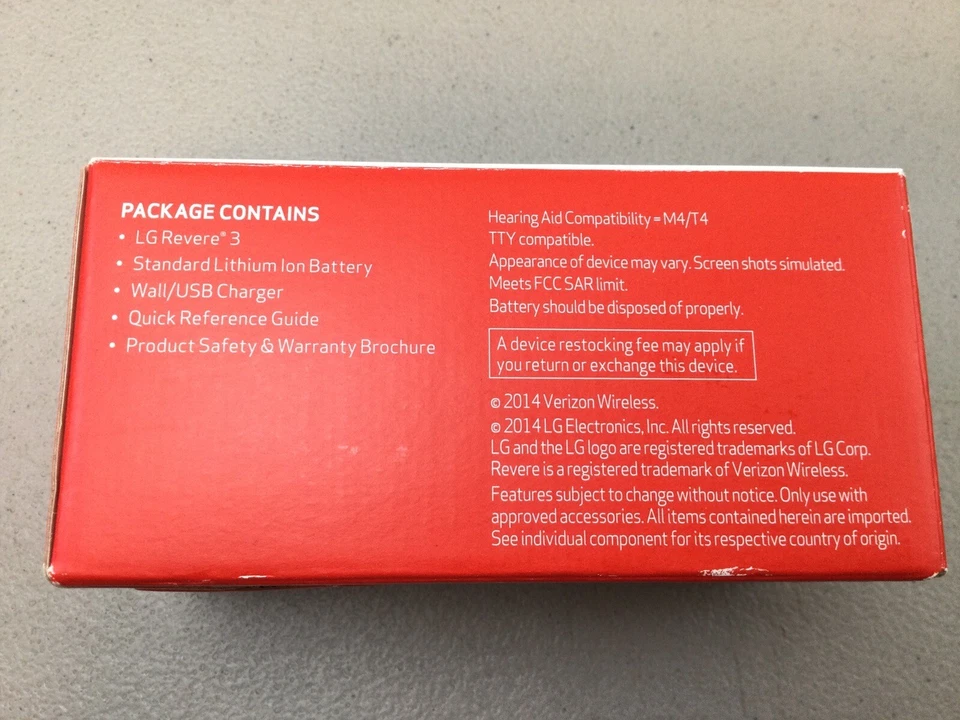 PACKAGE CONTAINS
• LG Revere® 3
• Standard Lithium Ion Battery
• Wall/USB Charger
• Quick Reference Guide
• Product Safety & Warranty Brochure
Hearing Aid Compatibility = M4/T4
TTY compatible.
Appearance of device may vary. Screen shots simulated.
Meets FCC SAR limit.
Battery should be disposed of properly.
A device restocking fee may apply if
you return or exchange this device.
© 2014 Verizon Wireless.
© 2014 LG Electronics, Inc. All rights reserved.
LG and the LG logo are registered trademarks of LG Corp.
Revere is a registered trademark of Verizon Wireless.
Features subject to change without notice. Only use with
approved accessories. All items contained herein are imported.
See individual component for its respective country of origin.